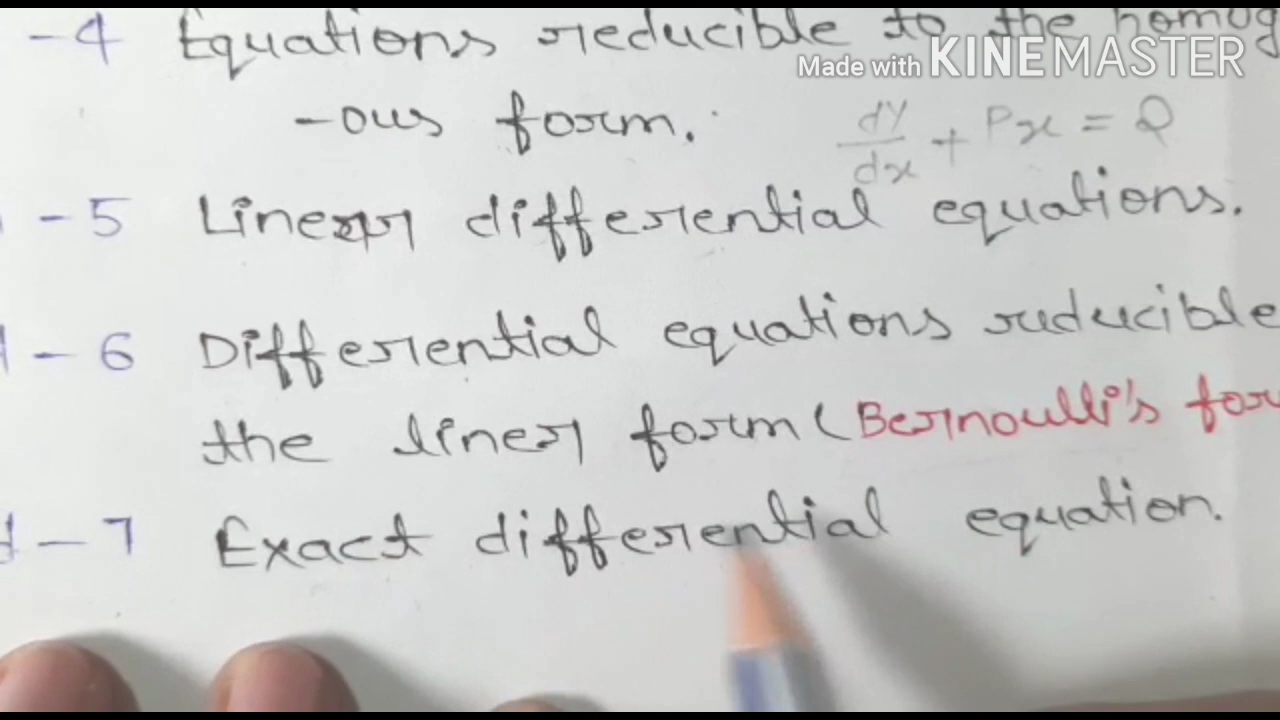 -4 Equations reducible to the homog
Made with KINEMASTER
-ous form.
dy/dx + Px = Q
-5 Linear differential equations.
-6 Differential equations reducible
the liner form (Bernoulli's for
d-7 Exact differential equation.